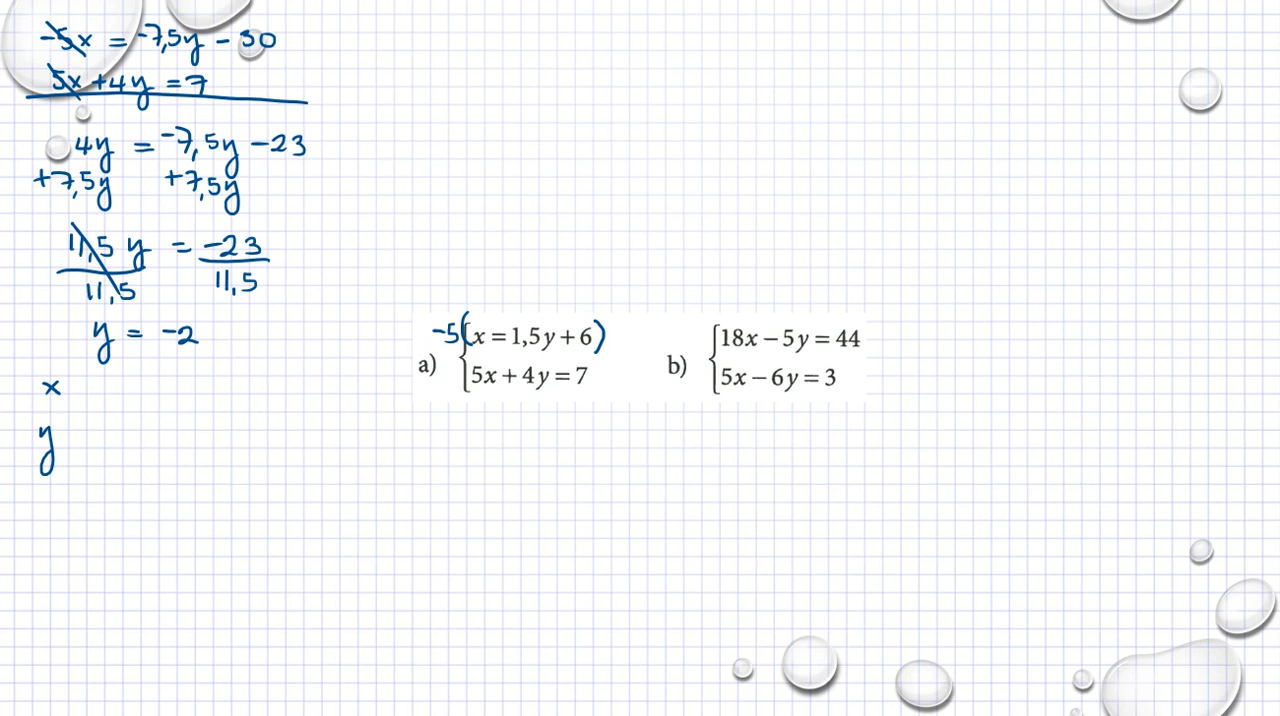 -5x = -7,5y - 30
5x + 4y = 7
4y = -7,5y - 23
+7,5y +7,5y
11,5 y = -23
11,5 11,5
y = -2
x
y
a) -5(x = 1,5y + 6)
5x + 4y = 7
b) 18x − 5y = 44
5x − 6y = 3